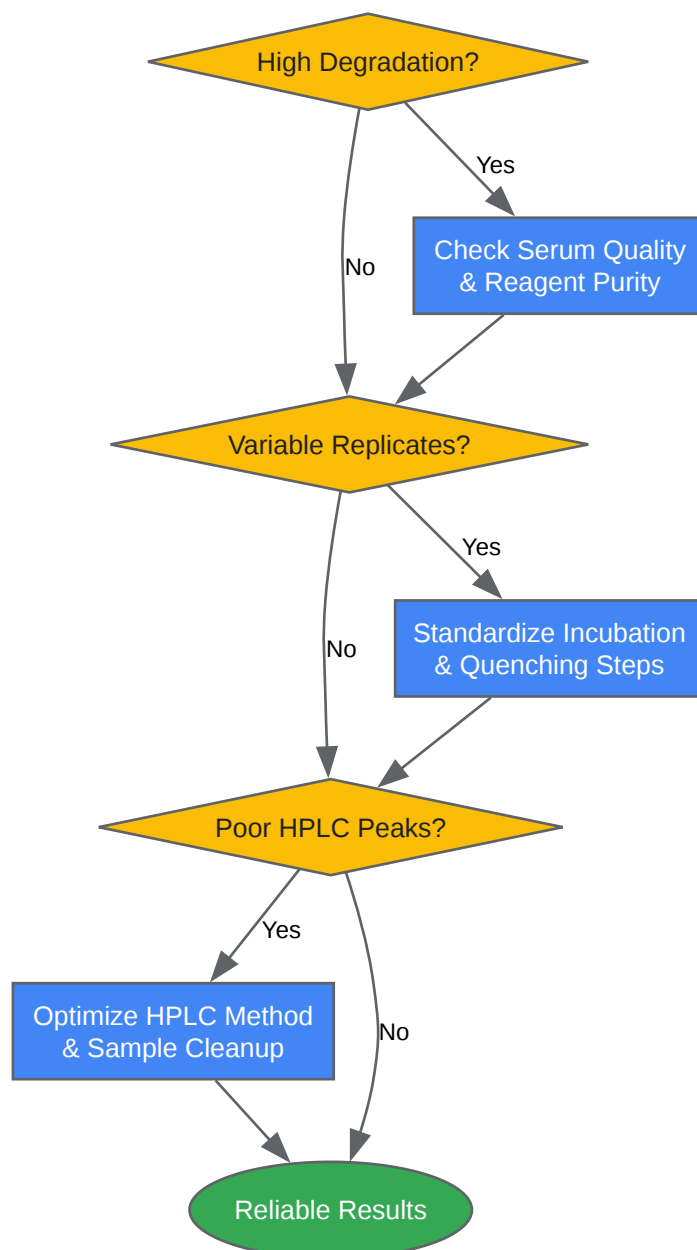 High Degradation?
Yes
Check Serum Quality
& Reagent Purity
No
Variable Replicates?
Yes
Standardize Incubation
& Quenching Steps
No
Poor HPLC Peaks?
Yes
Optimize HPLC Method
& Sample Cleanup
No
Reliable Results